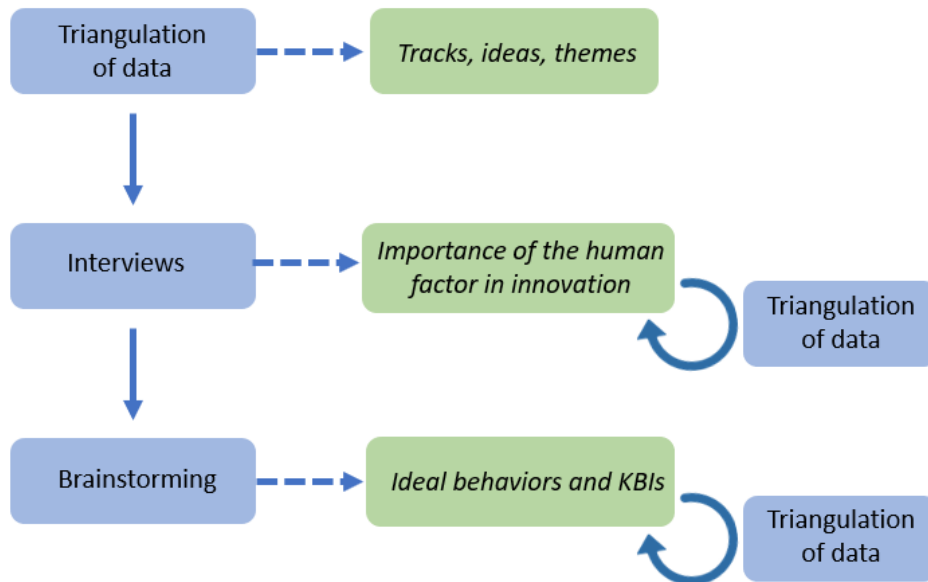 Triangulation
of data
Tracks, ideas, themes
Interviews
Importance of the human
factor in innovation
Triangulation
of data
Brainstorming
Ideal behaviors and KBIs
Triangulation
of data